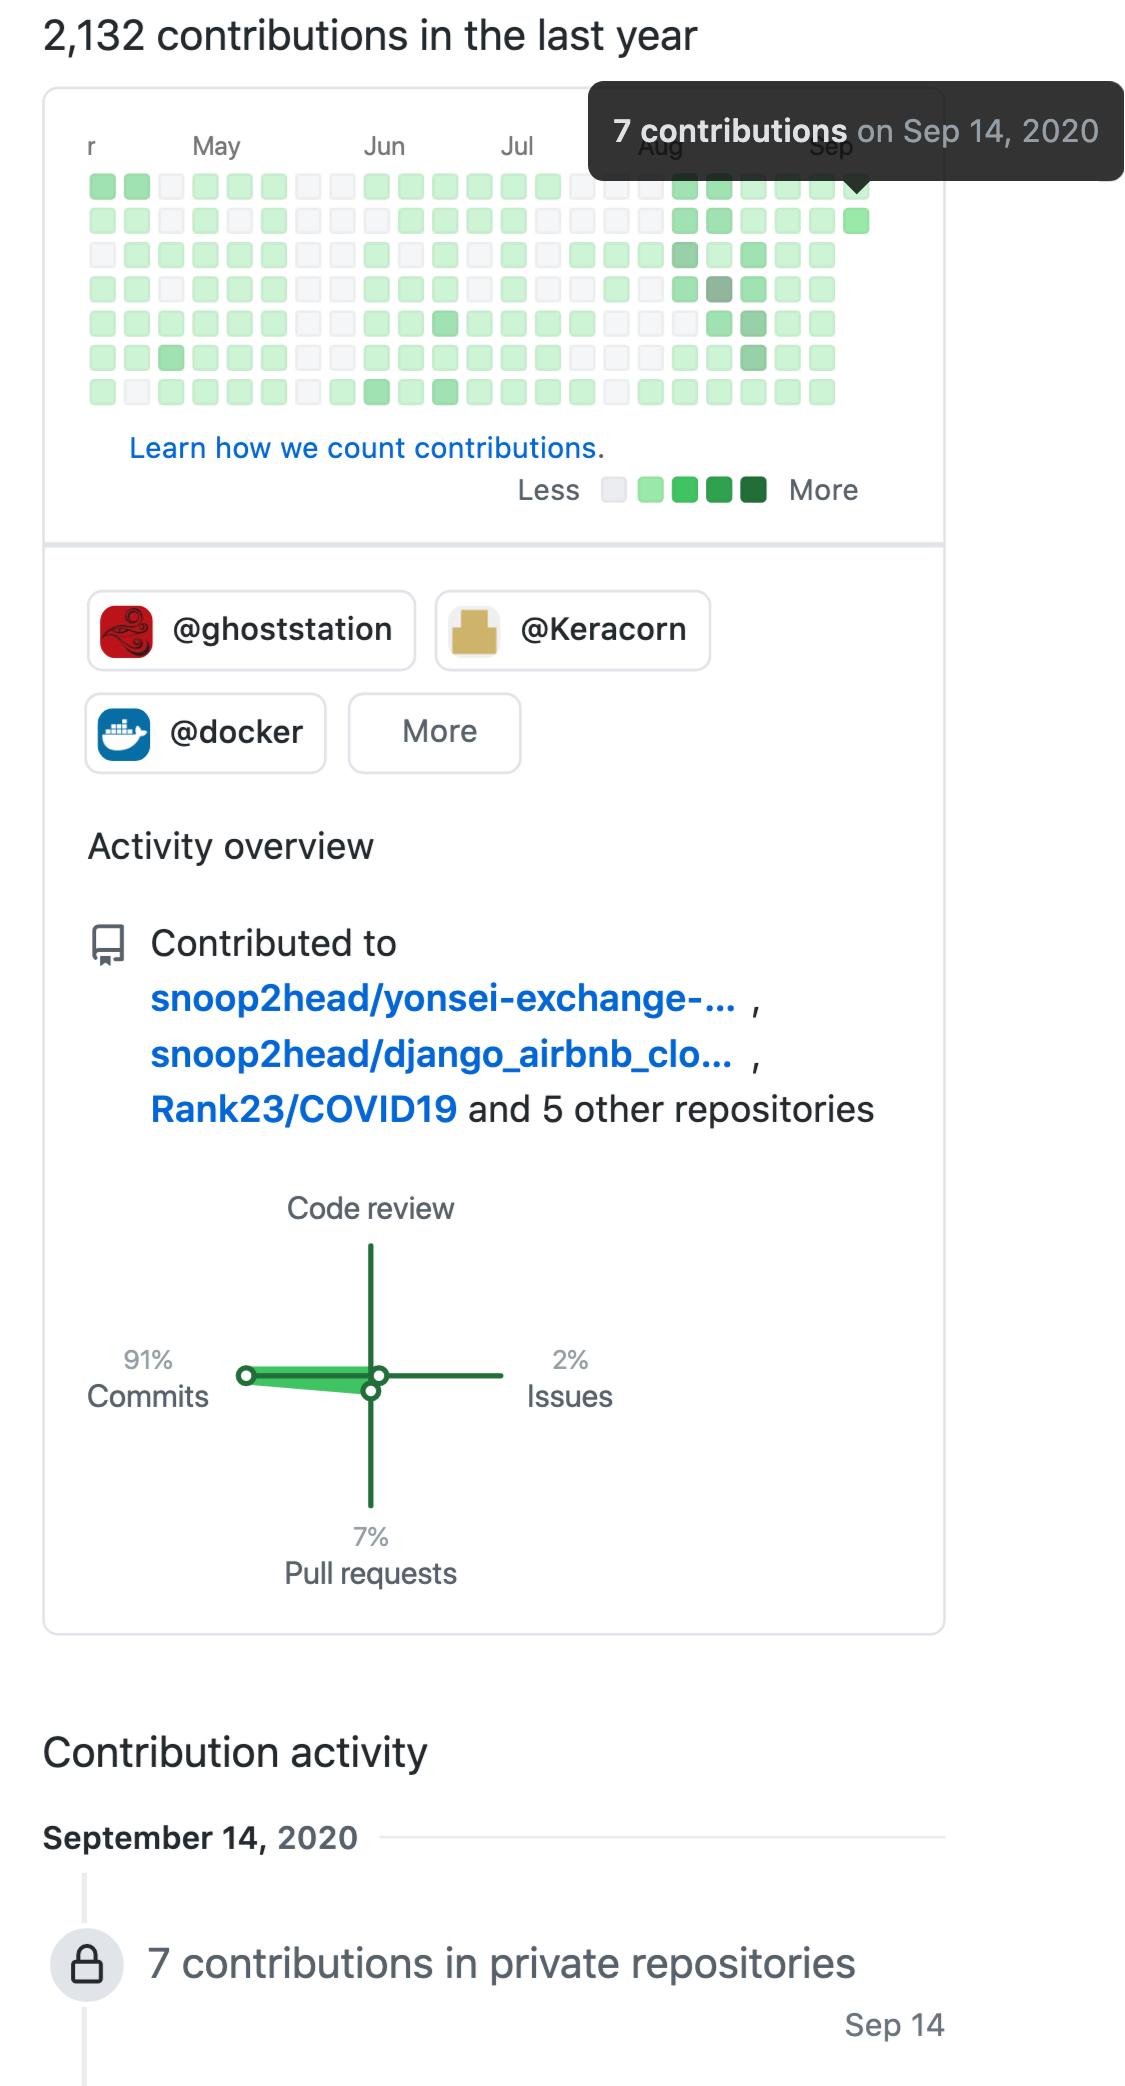 2,132 contributions in the last year
7 contributions on Sep 14, 2020
r May Jun Jul Aug Sep
Learn how we count contributions.
Less More
@ghoststation @Keracorn
@docker More
Activity overview
Contributed to
snoop2head/yonsei-exchange-... ,
snoop2head/django_airbnb_clo... ,
Rank23/COVID19 and 5 other repositories
Code review
91%
Commits
2%
Issues
7%
Pull requests
Contribution activity
September 14, 2020
7 contributions in private repositories
Sep 14